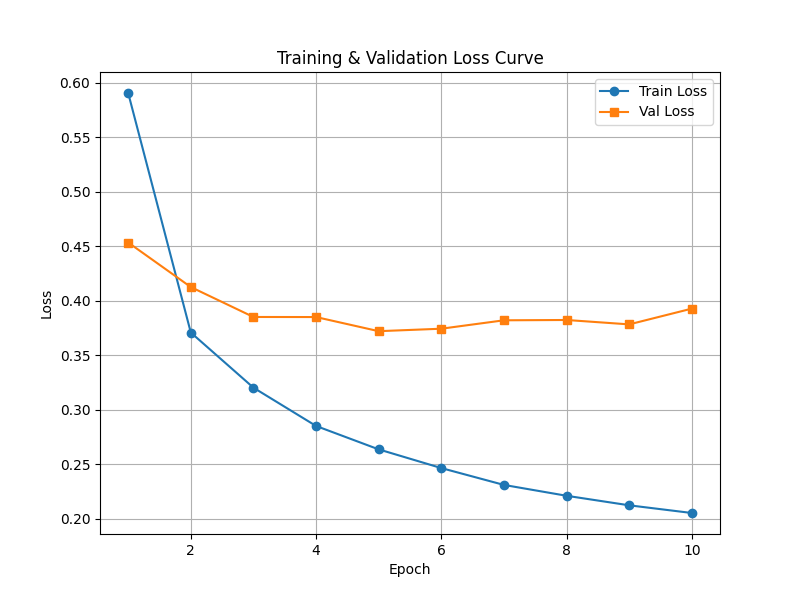 Training & Validation Loss Curve
Train Loss
Val Loss
0.60
0.55
0.50
0.45
0.40
0.35
0.30
0.25
0.20
Loss
2 4 6 8 10
Epoch